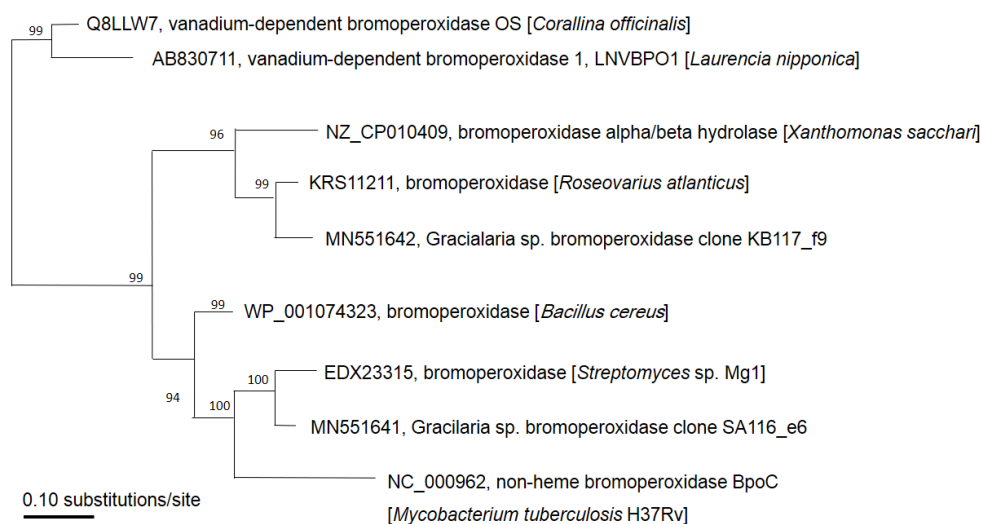 99
Q8LLW7, vanadium-dependent bromoperoxidase OS [Corallina officinalis]
AB830711, vanadium-dependent bromoperoxidase 1, LNVBPO1 [Laurencia nipponica]
96
NZ_CP010409, bromoperoxidase alpha/beta hydrolase [Xanthomonas sacchari]
99
KRS11211, bromoperoxidase [Roseovarius atlanticus]
MN551642, Gracialaria sp. bromoperoxidase clone KB117_f9
99
99
WP_001074323, bromoperoxidase [Bacillus cereus]
100
EDX23315, bromoperoxidase [Streptomyces sp. Mg1]
94
100
MN551641, Gracilaria sp. bromoperoxidase clone SA116_e6
NC_000962, non-heme bromoperoxidase BpoC
[Mycobacterium tuberculosis H37Rv]
0.10 substitutions/site